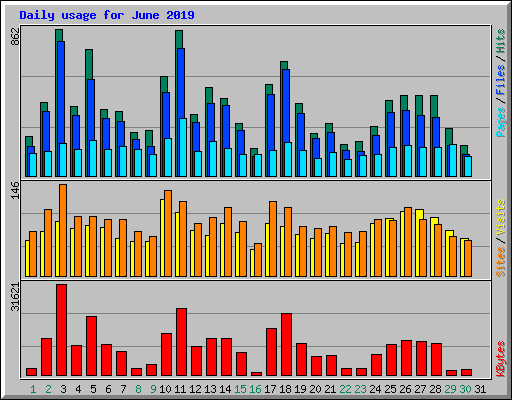 Daily usage for June 2019
862
Pages / Files / Hits
146
Sites / Visits
31621
KBytes
1 2 3 4 5 6 7 8 9 10 11 12 13 14 15 16 17 18 19 20 21 22 23 24 25 26 27 28 29 30 31